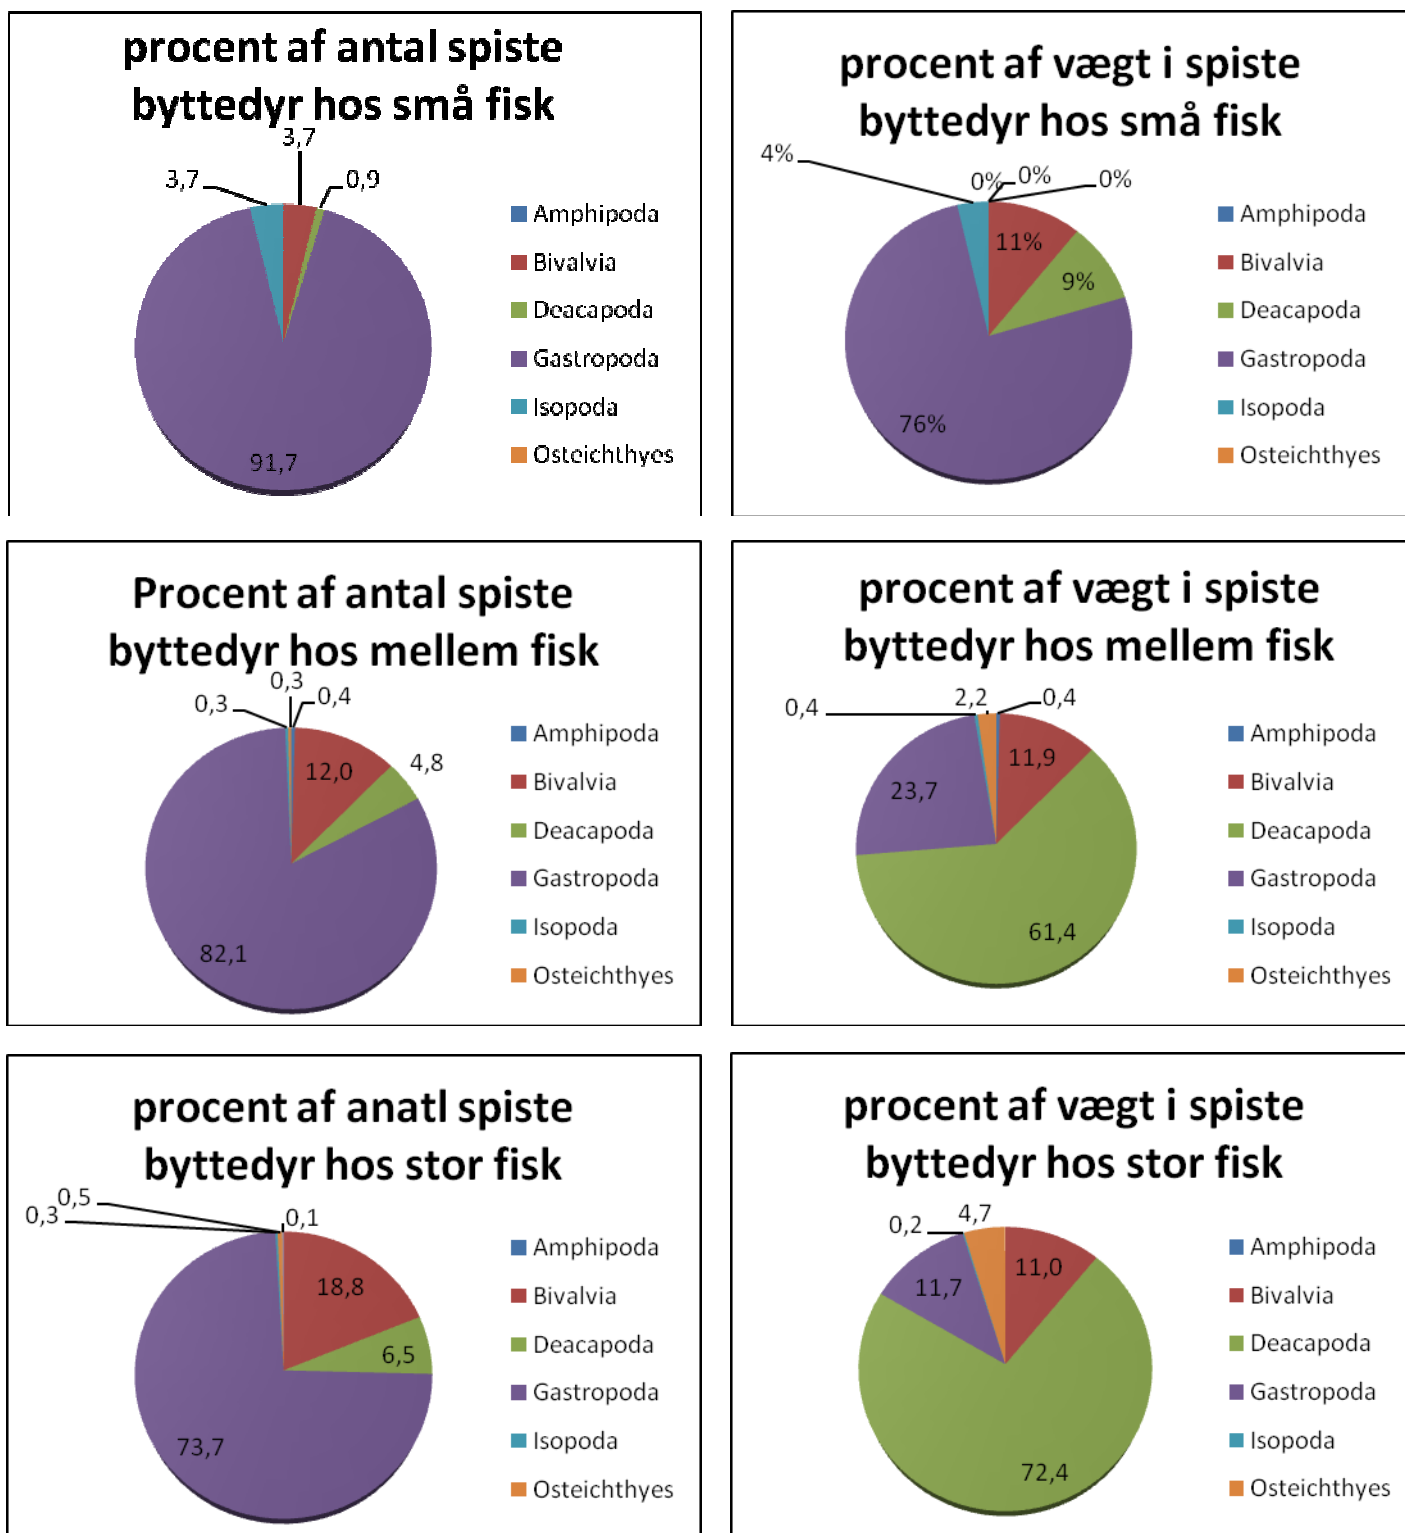 procent af antal spiste
byttedyr hos små fisk
3,7
3,7
0,9
91,7
Amphipoda
Bivalvia
Deacapoda
Gastropoda
Isopoda
Osteichthyes
procent af vægt i spiste
byttedyr hos små fisk
4%
0%
0%
0%
11%
9%
76%
Amphipoda
Bivalvia
Deacapoda
Gastropoda
Isopoda
Osteichthyes
Procent af antal spiste
byttedyr hos mellem fisk
0,3
0,3
0,4
12,0
4,8
82,1
Amphipoda
Bivalvia
Deacapoda
Gastropoda
Isopoda
Osteichthyes
procent af vægt i spiste
byttedyr hos mellem fisk
0,4
2,2
0,4
11,9
23,7
61,4
Amphipoda
Bivalvia
Deacapoda
Gastropoda
Isopoda
Osteichthyes
procent af anatl spiste
byttedyr hos stor fisk
0,5
0,3
0,1
18,8
6,5
73,7
Amphipoda
Bivalvia
Deacapoda
Gastropoda
Isopoda
Osteichthyes
procent af vægt i spiste
byttedyr hos stor fisk
0,2
4,7
11,0
11,7
72,4
Amphipoda
Bivalvia
Deacapoda
Gastropoda
Isopoda
Osteichthyes